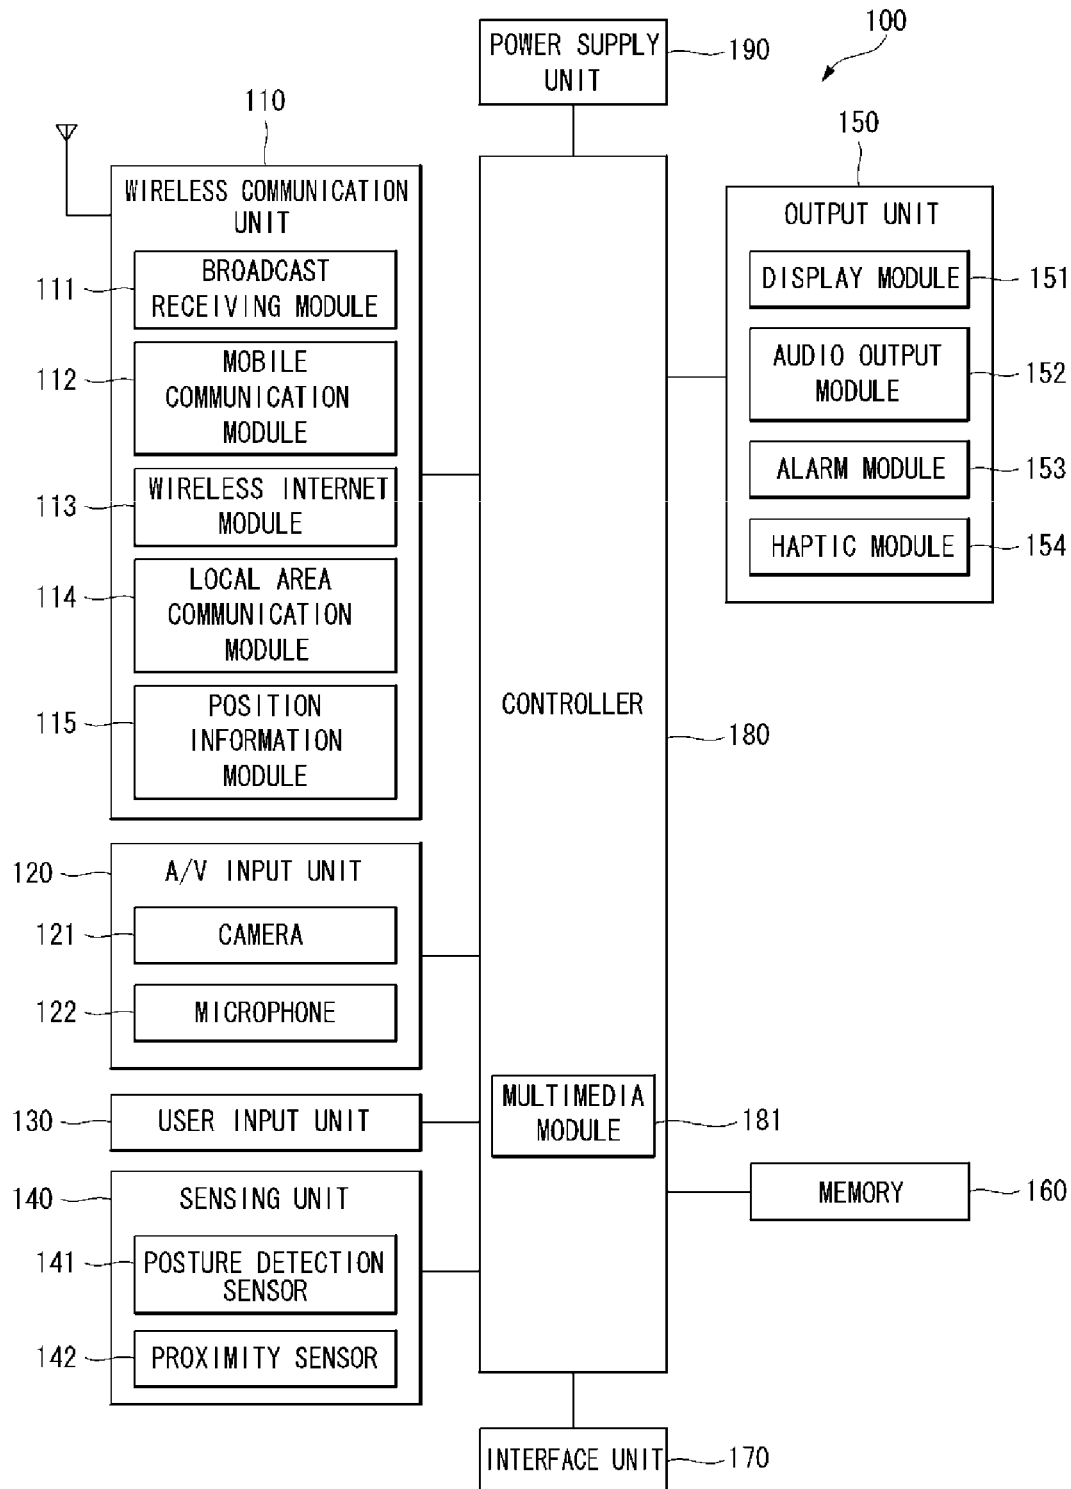 100
POWER SUPPLY
UNIT
190
110
WIRELESS COMMUNICATION
UNIT
111
BROADCAST
RECEIVING MODULE
112
MOBILE
COMMUNICATION
MODULE
113
WIRELESS INTERNET
MODULE
114
LOCAL AREA
COMMUNICATION
MODULE
115
POSITION
INFORMATION
MODULE
120
A/V INPUT UNIT
121
CAMERA
122
MICROPHONE
130
USER INPUT UNIT
140
SENSING UNIT
141
POSTURE DETECTION
SENSOR
142
PROXIMITY SENSOR
CONTROLLER
180
MULTIMEDIA
MODULE
181
150
OUTPUT UNIT
DISPLAY MODULE
151
AUDIO OUTPUT
MODULE
152
ALARM MODULE
153
HAPTIC MODULE
154
MEMORY
160
INTERFACE UNIT
170